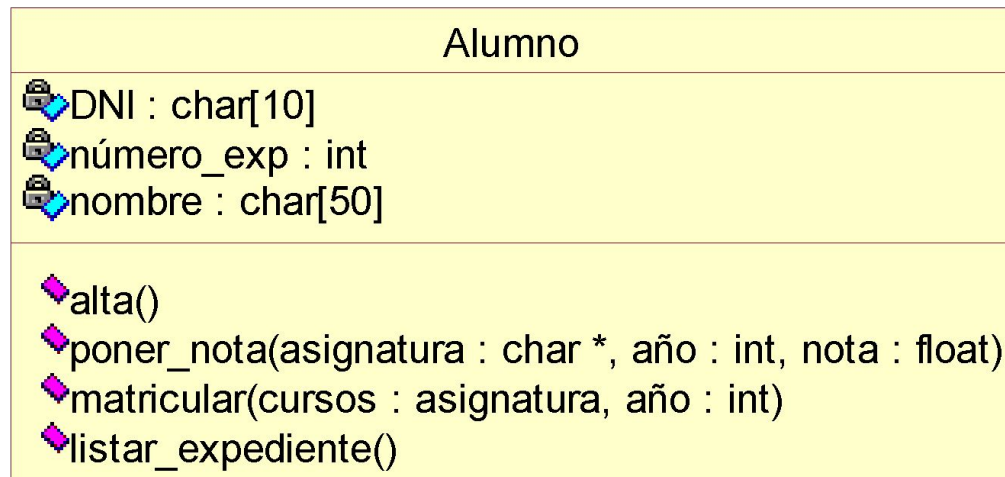 Alumno
DNI : char[10]
número_exp : int
nombre : char[50]
alta()
poner_nota(asignatura : char *, año : int, nota : float)
matricular(cursos : asignatura, año : int)
listar_expediente()